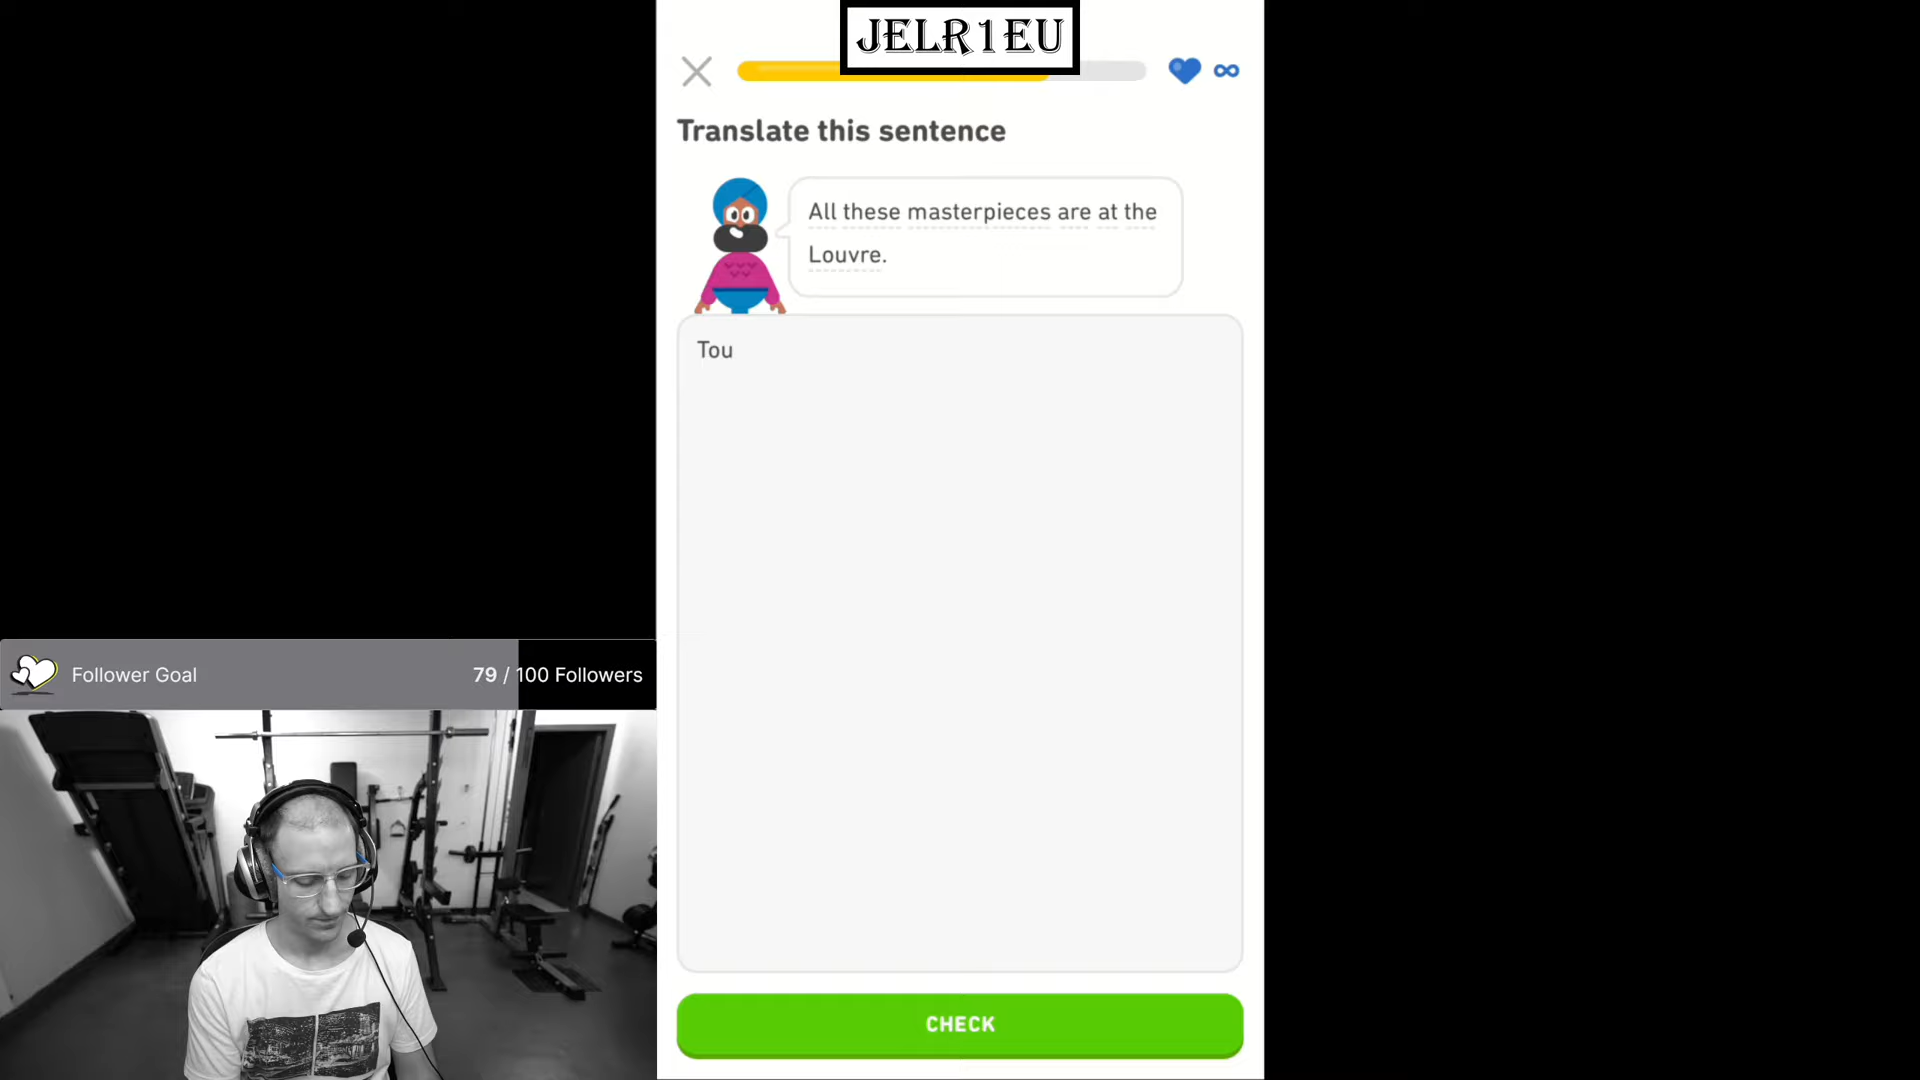 JELR1EU
Translate this sentence
All these masterpieces are at the
Louvre.
Tou
Follower Goal
79 / 100 Followers
CHECK